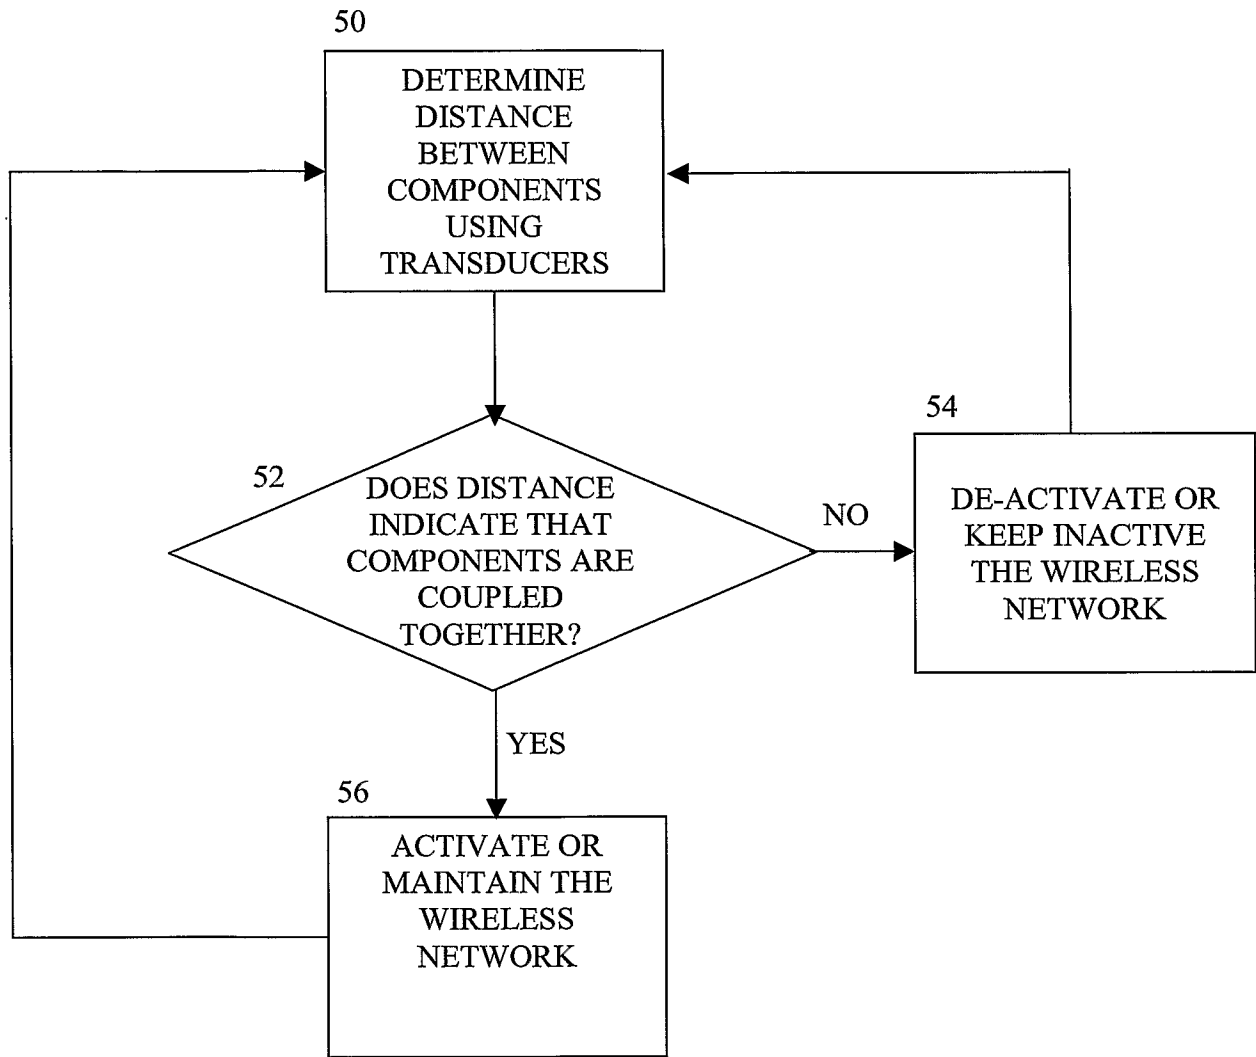 50
DETERMINE
DISTANCE
BETWEEN
COMPONENTS
USING
TRANSDUCERS
52
DOES DISTANCE
INDICATE THAT
COMPONENTS ARE
COUPLED
TOGETHER?
NO
54
DE-ACTIVATE OR
KEEP INACTIVE
THE WIRELESS
NETWORK
YES
56
ACTIVATE OR
MAINTAIN THE
WIRELESS
NETWORK